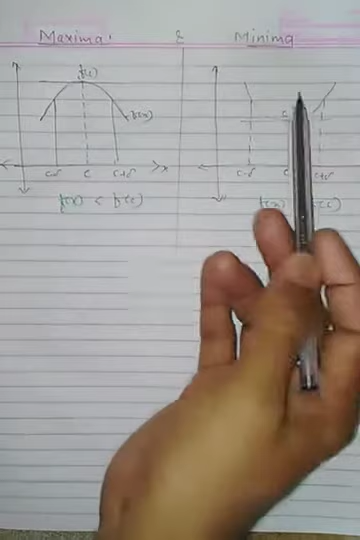 Maxima & Minima
f(c)
f(x)
c-δ c c+δ x c-δ c+δ
f(x) < f(c)